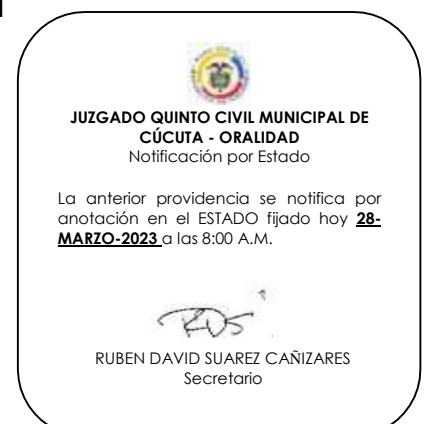 JUZGADO QUINTO CIVIL MUNICIPAL DE
CÚCUTA - ORALIDAD
Notificación por Estado
La anterior providencia se notifica por
anotación en el ESTADO fijado hoy 28-
MARZO-2023 a las 8:00 A.M.
RUBEN DAVID SUAREZ CAÑIZARES
Secretario